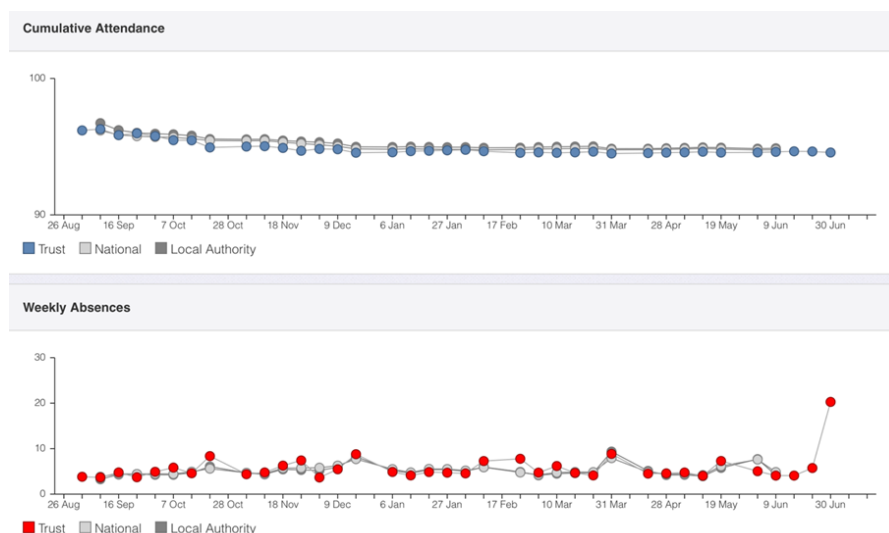 Cumulative Attendance
100
90
26 Aug 16 Sep 7 Oct 28 Oct 18 Nov 9 Dec 6 Jan 27 Jan 17 Feb 10 Mar 31 Mar 28 Apr 19 May 9 Jun 30 Jun
Trust National Local Authority
Weekly Absences
30
20
10
0
26 Aug 16 Sep 7 Oct 28 Oct 18 Nov 9 Dec 6 Jan 27 Jan 17 Feb 10 Mar 31 Mar 28 Apr 19 May 9 Jun 30 Jun
Trust National Local Authority